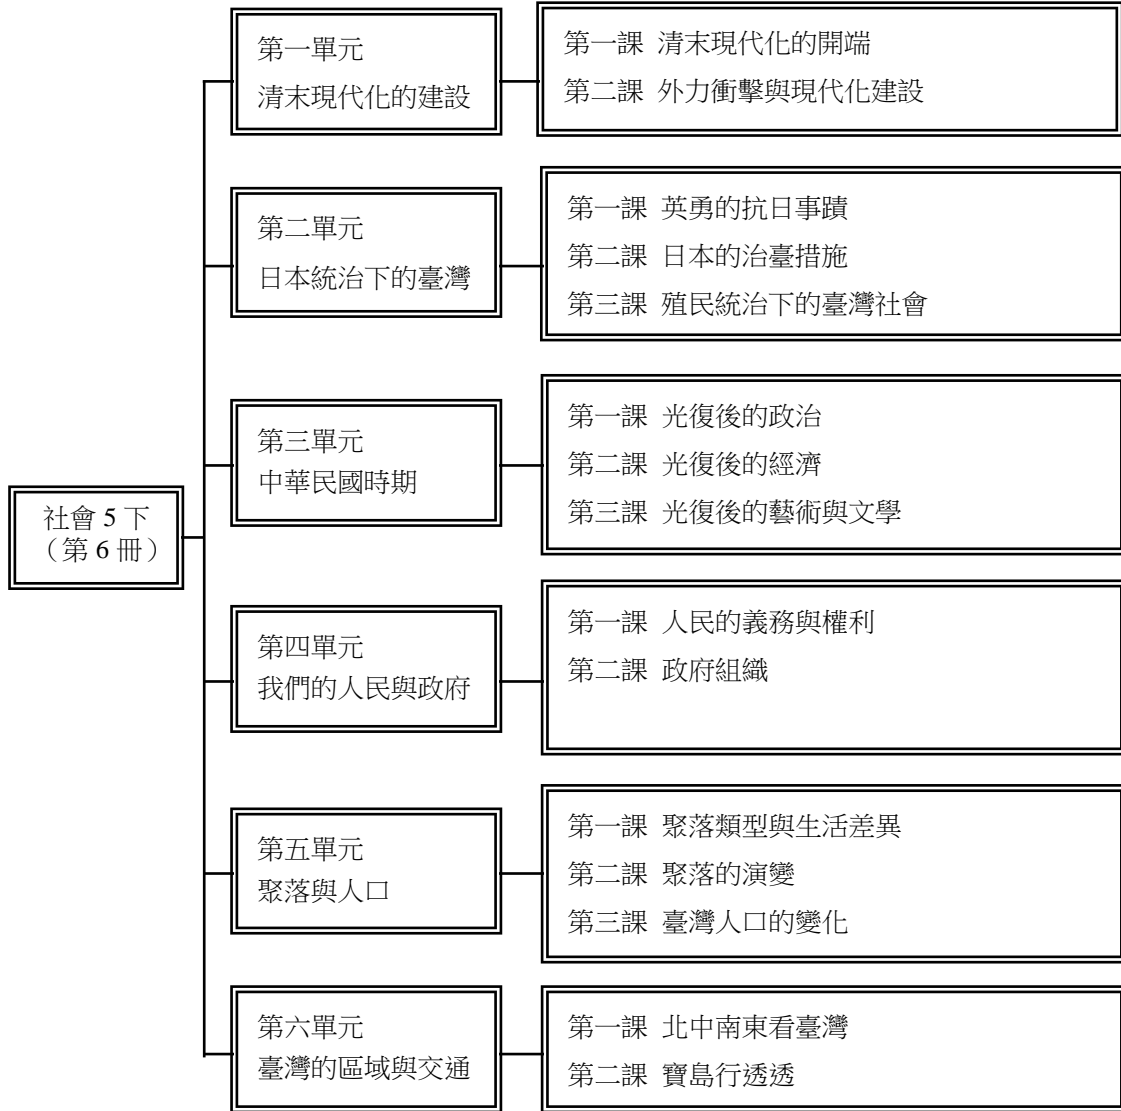 社會 5 下
（第 6 冊）
第一單元
清末現代化的建設
第一課 清末現代化的開端
第二課 外力衝擊與現代化建設
第二單元
日本統治下的臺灣
第一課 英勇的抗日事蹟
第二課 日本的治臺措施
第三課 殖民統治下的臺灣社會
第三單元
中華民國時期
第一課 光復後的政治
第二課 光復後的經濟
第三課 光復後的藝術與文學
第四單元
我們的人民與政府
第一課 人民的義務與權利
第二課 政府組織
第五單元
聚落與人口
第一課 聚落類型與生活差異
第二課 聚落的演變
第三課 臺灣人口的變化
第六單元
臺灣的區域與交通
第一課 北中南東看臺灣
第二課 寶島行透透